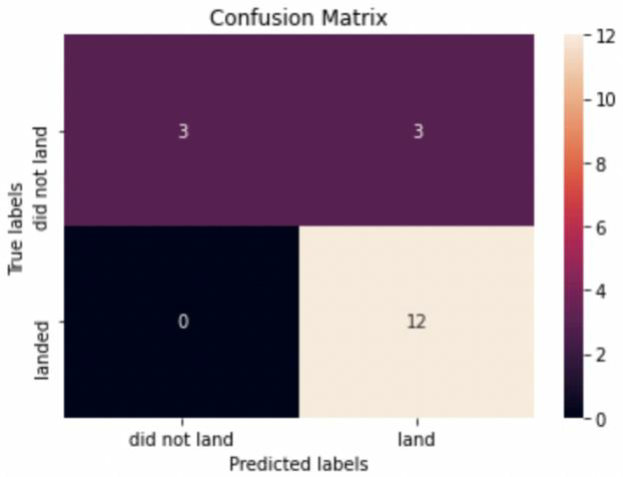 Confusion Matrix
True labels
did not land
landed
3
3
0
12
did not land
land
Predicted labels
12
10
8
6
4
2
0